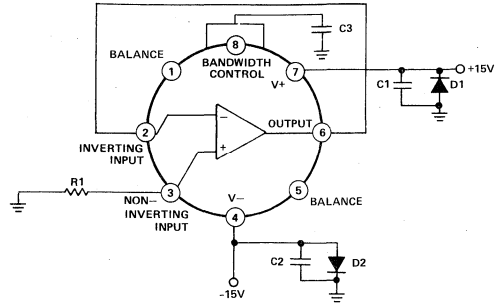 C3
8
BALANCE
BANDWIDTH
CONTROL
1
7
V+
+15V
C1
D1
2
−
OUTPUT
6
INVERTING
INPUT
+
R1
3
NON–
INVERTING
INPUT
V–
5
BALANCE
4
C2
D2
-15V